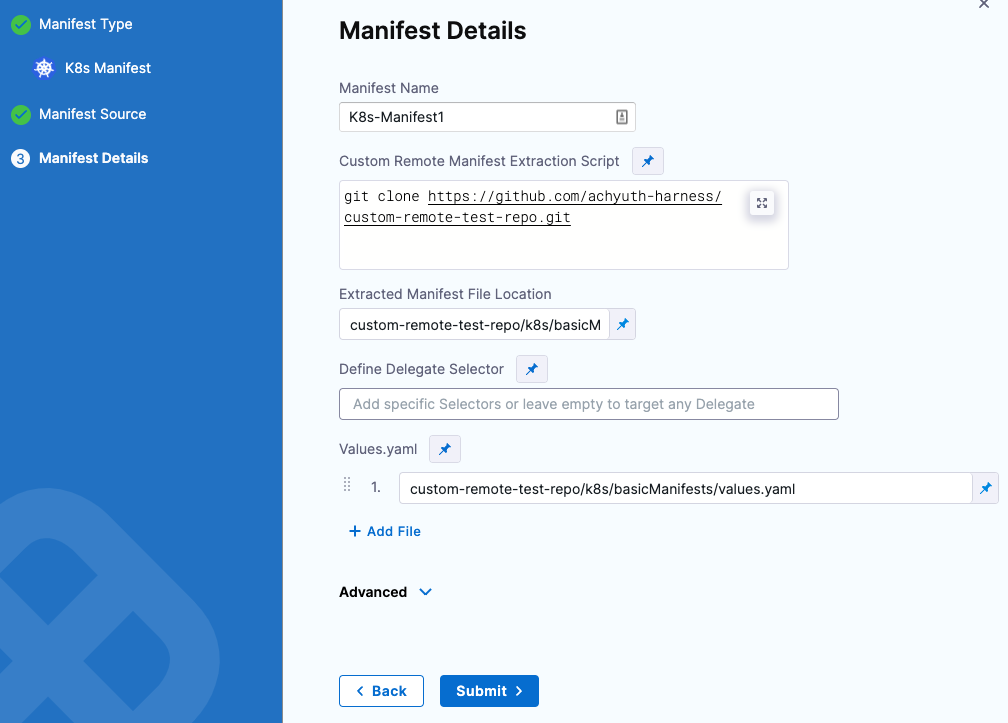 Manifest Type
K8s Manifest
Manifest Source
3 Manifest Details
Manifest Details
Manifest Name
K8s-Manifest1
Custom Remote Manifest Extraction Script
git clone https://github.com/achyuth-harness/
custom-remote-test-repo.git
Extracted Manifest File Location
custom-remote-test-repo/k8s/basicM
Define Delegate Selector
Add specific Selectors or leave empty to target any Delegate
Values.yaml
1. custom-remote-test-repo/k8s/basicManifests/values.yaml
+ Add File
Advanced
Back
Submit